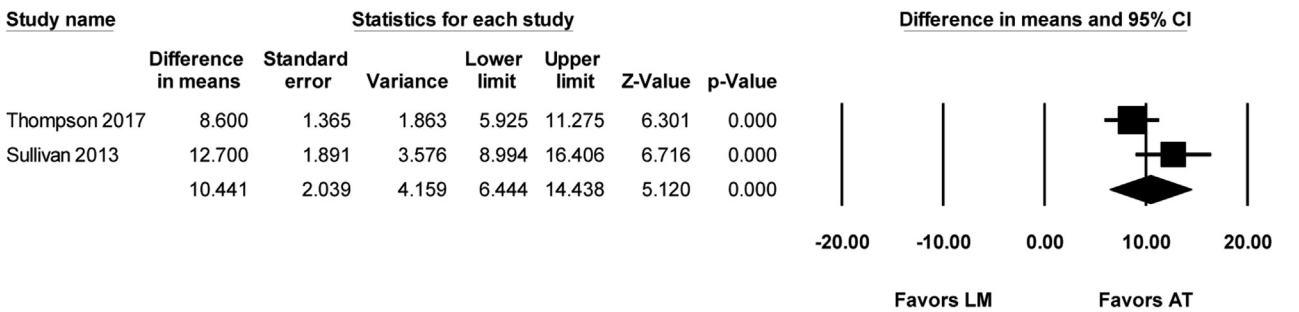 Study name Statistics for each study Difference in means and 95% CI
Difference Standard Lower Upper
in means error Variance limit limit Z-Value p-Value
Thompson 2017 8.600 1.365 1.863 5.925 11.275 6.301 0.000
Sullivan 2013 12.700 1.891 3.576 8.994 16.406 6.716 0.000
10.441 2.039 4.159 6.444 14.438 5.120 0.000
-20.00 -10.00 0.00 10.00 20.00
Favors LM Favors AT